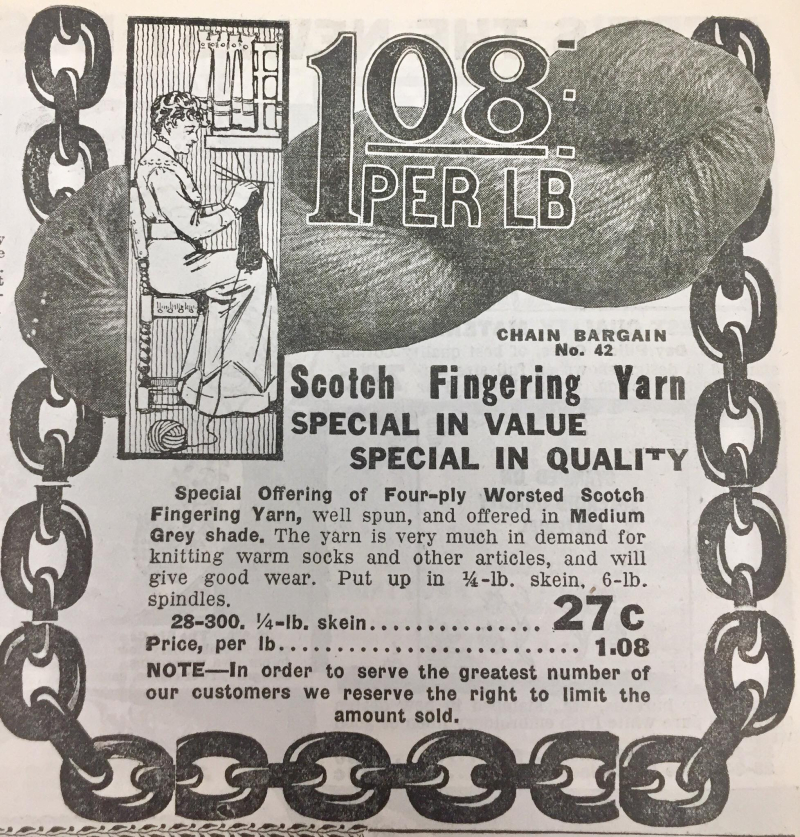 1.08
PER LB
CHAIN BARGAIN
No. 42
Scotch Fingering Yarn
SPECIAL IN VALUE
SPECIAL IN QUALITY
Special Offering of Four-ply Worsted Scotch
Fingering Yarn, well spun, and offered in Medium
Grey shade. The yarn is very much in demand for
knitting warm socks and other articles, and will
give good wear. Put up in ¼-lb. skein, 6-lb.
spindles.
28-300. ¼-lb. skein............... 27c
Price, per lb............................ 1.08
NOTE—In order to serve the greatest number of
our customers we reserve the right to limit the
amount sold.